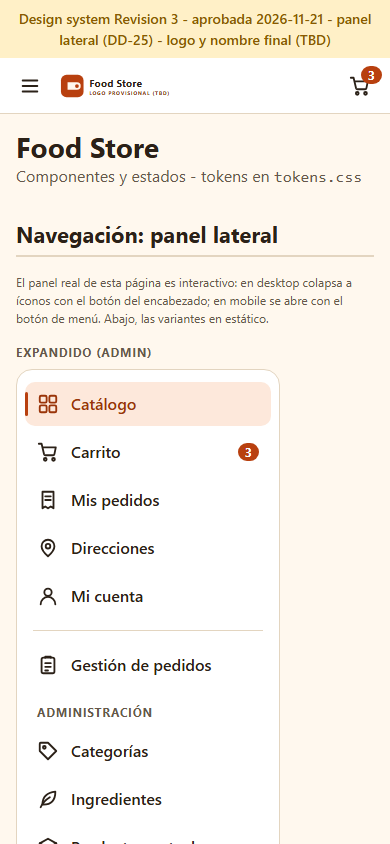 Design system Revision 3 - aprobada 2026-11-21 - panel
lateral (DD-25) - logo y nombre final (TBD)
Food Store
LOGO PROVISIONAL (TBD)
3
Food Store
Componentes y estados - tokens en tokens.css
Navegación: panel lateral
El panel real de esta página es interactivo: en desktop colapsa a
íconos con el botón del encabezado; en mobile se abre con el
botón de menú. Abajo, las variantes en estático.
EXPANDIDO (ADMIN)
Catálogo
Carrito 3
Mis pedidos
Direcciones
Mi cuenta
Gestión de pedidos
ADMINISTRACIÓN
Categorías
Ingredientes